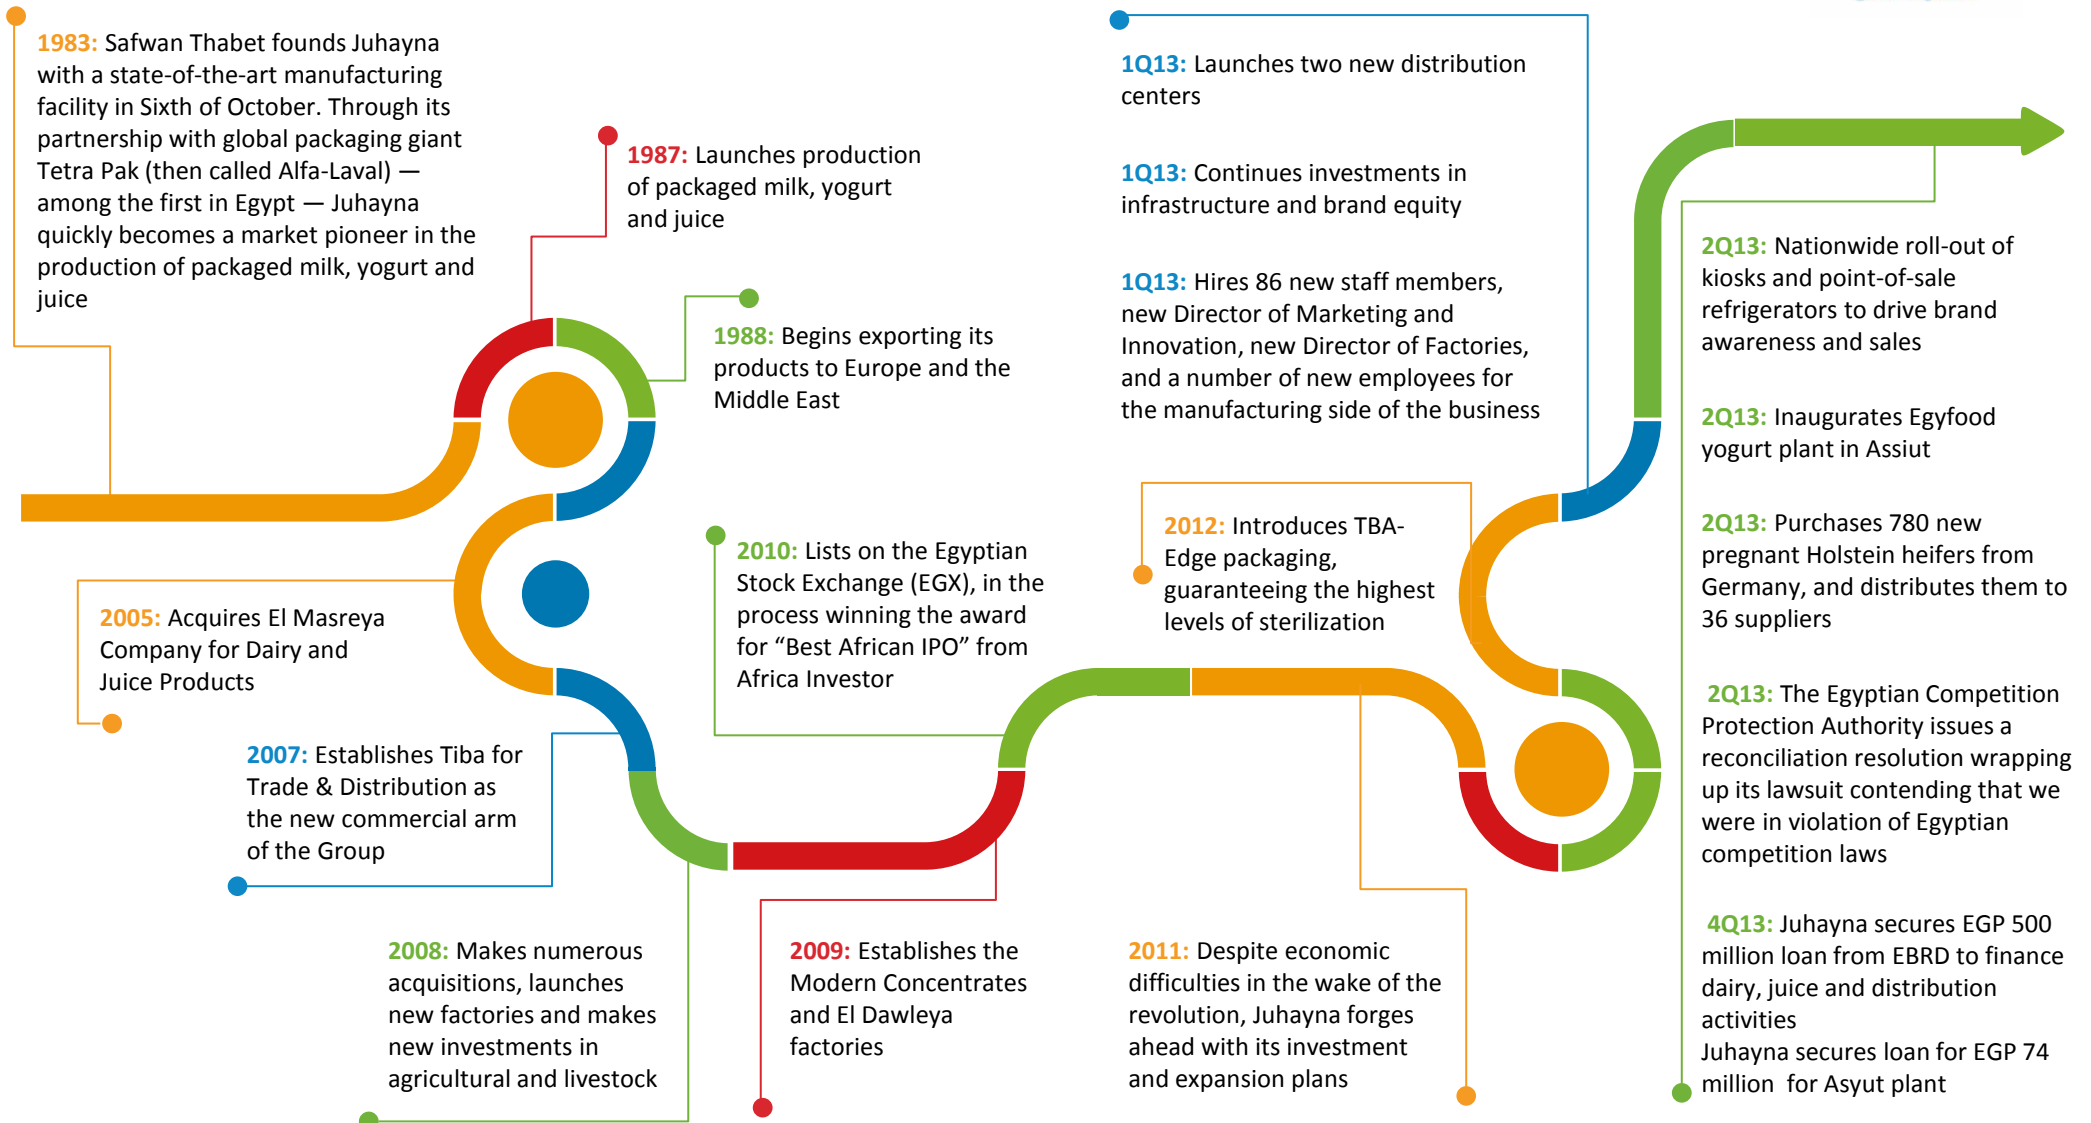 1983: Safwan Thabet founds Juhayna
with a state-of-the-art manufacturing
facility in Sixth of October. Through its
partnership with global packaging giant
Tetra Pak (then called Alfa-Laval) —
among the first in Egypt — Juhayna
quickly becomes a market pioneer in the
production of packaged milk, yogurt and
juice
1987: Launches production
of packaged milk, yogurt
and juice
1988: Begins exporting its
products to Europe and the
Middle East
2005: Acquires El Masreya
Company for Dairy and
Juice Products
2007: Establishes Tiba for
Trade & Distribution as
the new commercial arm
of the Group
2008: Makes numerous
acquisitions, launches
new factories and makes
new investments in
agricultural and livestock
2009: Establishes the
Modern Concentrates
and El Dawleya
factories
2010: Lists on the Egyptian
Stock Exchange (EGX), in the
process winning the award
for “Best African IPO” from
Africa Investor
2011: Despite economic
difficulties in the wake of the
revolution, Juhayna forges
ahead with its investment
and expansion plans
2012: Introduces TBA-
Edge packaging,
guaranteeing the highest
levels of sterilization
1Q13: Launches two new distribution
centers
1Q13: Continues investments in
infrastructure and brand equity
1Q13: Hires 86 new staff members,
new Director of Marketing and
Innovation, new Director of Factories,
and a number of new employees for
the manufacturing side of the business
2Q13: Nationwide roll-out of
kiosks and point-of-sale
refrigerators to drive brand
awareness and sales
2Q13: Inaugurates Egyfood
yogurt plant in Assiut
2Q13: Purchases 780 new
pregnant Holstein heifers from
Germany, and distributes them to
36 suppliers
2Q13: The Egyptian Competition
Protection Authority issues a
reconciliation resolution wrapping
up its lawsuit contending that we
were in violation of Egyptian
competition laws
4Q13: Juhayna secures EGP 500
million loan from EBRD to finance
dairy, juice and distribution
activities
Juhayna secures loan for EGP 74
million for Asyut plant